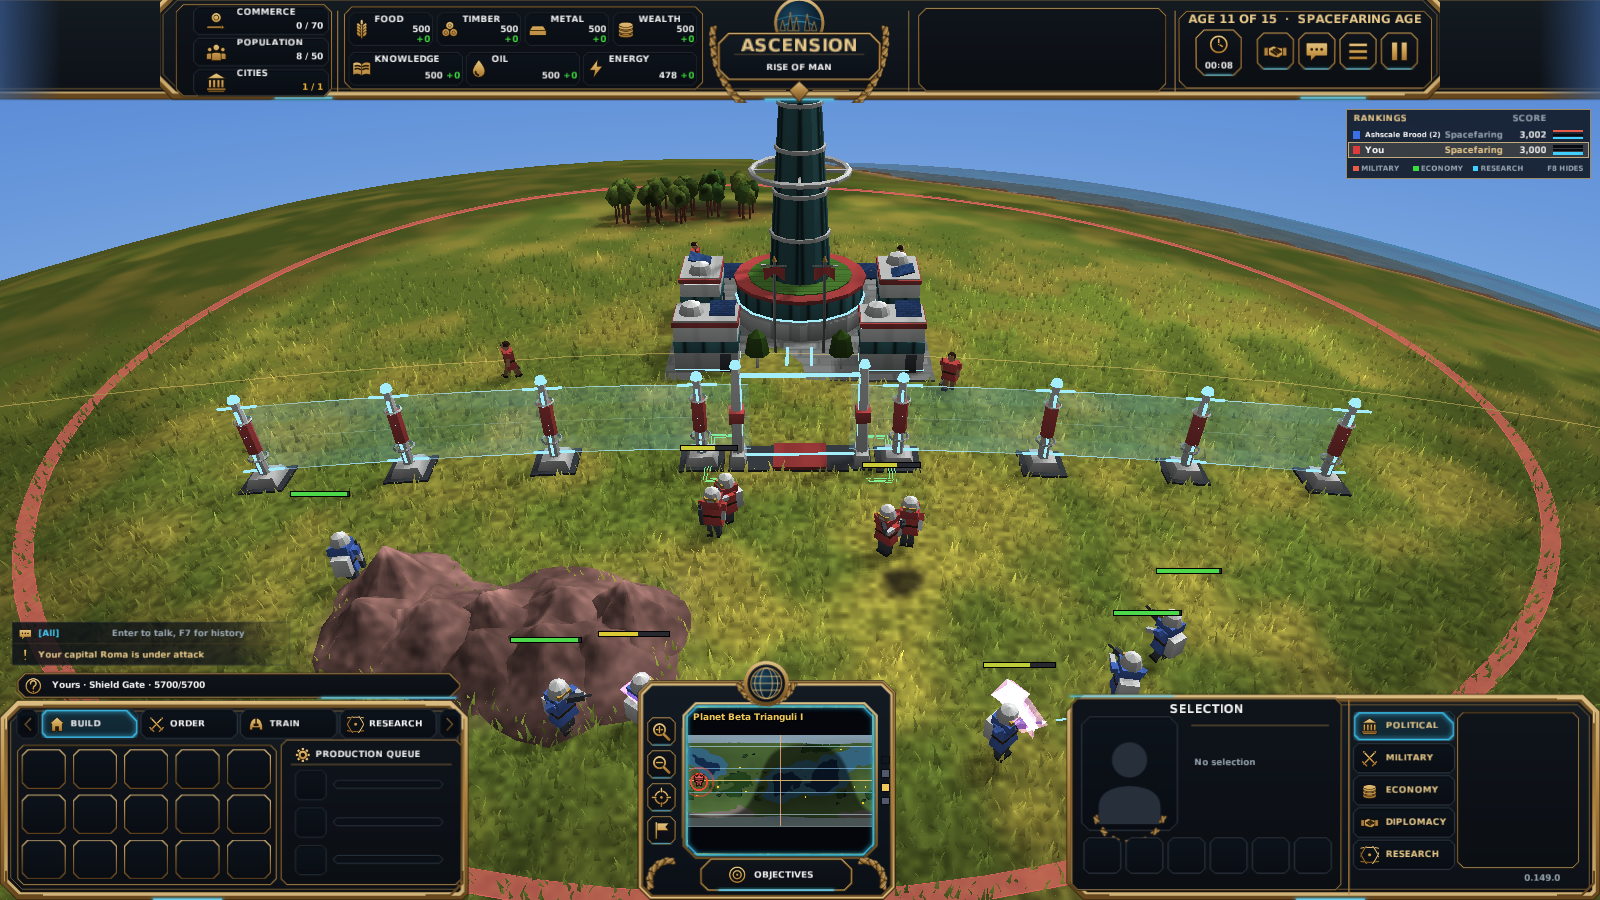 COMMERCE
0 / 70
POPULATION
8 / 50
CITIES
1 / 1
FOOD
500
+0
TIMBER
500
+0
METAL
500
+0
WEALTH
500
+0
KNOWLEDGE
500 +0
OIL
500 +0
ENERGY
478 +0
ASCENSION
RISE OF MAN
AGE 11 OF 15 · SPACEFARING AGE
00:08
RANKINGS SCORE
Ashscale Brood (2) Spacefaring 3,002
You Spacefaring 3,000
MILITARY ECONOMY RESEARCH F8 HIDES
[All] Enter to talk, F7 for history
! Your capital Roma is under attack
? Yours · Shield Gate · 5700/5700
BUILD ORDER TRAIN RESEARCH
PRODUCTION QUEUE
Planet Beta Trianguli I
OBJECTIVES
SELECTION
No selection
POLITICAL
MILITARY
ECONOMY
DIPLOMACY
RESEARCH
0.149.0